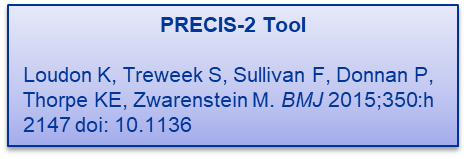 PRECIS-2 Tool
Loudon K, Treweek S, Sullivan F, Donnan P,
Thorpe KE, Zwarenstein M. BMJ 2015;350:h
2147 doi: 10.1136